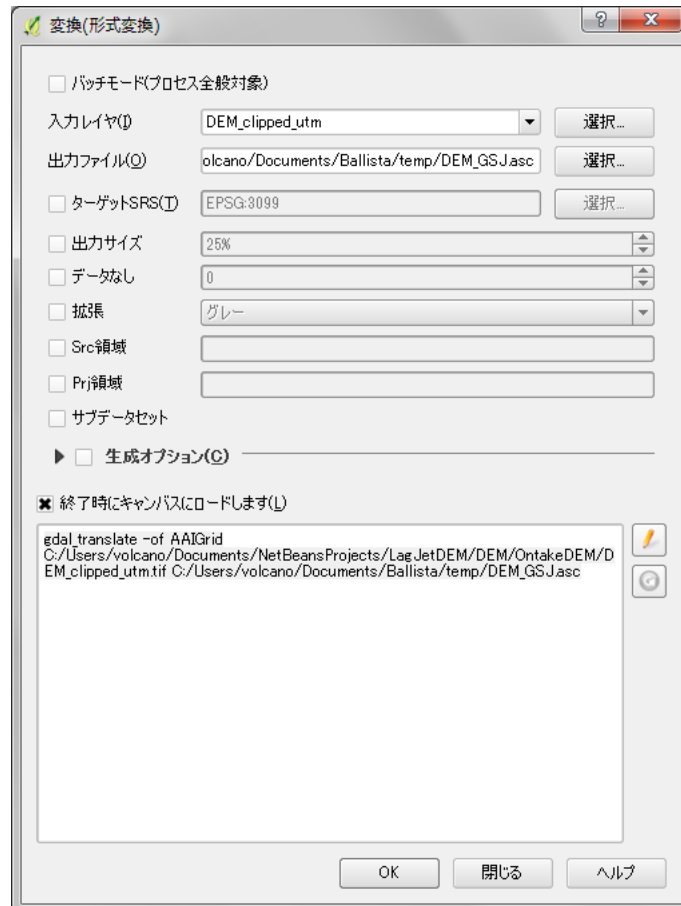 変換(形式変換)
バッチモード(プロセス全般対象)
入力レイヤ(I) DEM_clipped_utm 選択...
出力ファイル(O) olcano/Documents/Ballista/temp/DEM_GSJ.asc 選択...
ターゲットSRS(T) EPSG:3099 選択...
出力サイズ 25%
データなし 0
拡張 グレー
Src領域
Prj領域
サブデータセット
生成オプション(C)
終了時にキャンバスにロードします(L)
gdal_translate -of AAIGrid
C:/Users/volcano/Documents/NetBeansProjects/LagJetDEM/DEM/OntakeDEM/D
EM_clipped_utm.tif C:/Users/volcano/Documents/Ballista/temp/DEM_GSJ.asc
OK 閉じる ヘルプ